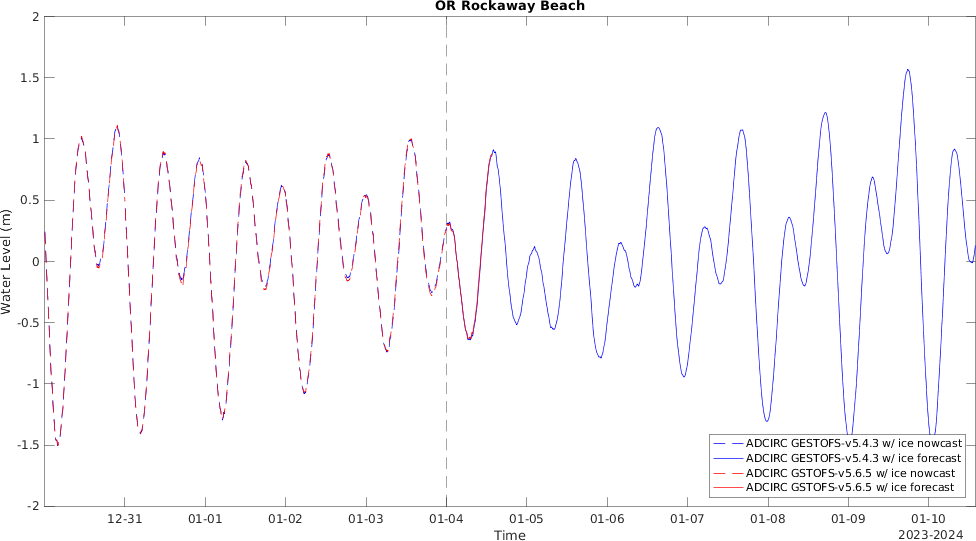 OR Rockaway Beach
2
1.5
1
0.5
0
-0.5
-1
-1.5
-2
Water Level (m)
ADCIRC GESTOFS-v5.4.3 w/ ice nowcast
ADCIRC GESTOFS-v5.4.3 w/ ice forecast
ADCIRC GSTOFS-v5.6.5 w/ ice nowcast
ADCIRC GSTOFS-v5.6.5 w/ ice forecast
12-31 01-01 01-02 01-03 01-04 01-05 01-06 01-07 01-08 01-09 01-10
Time
2023-2024